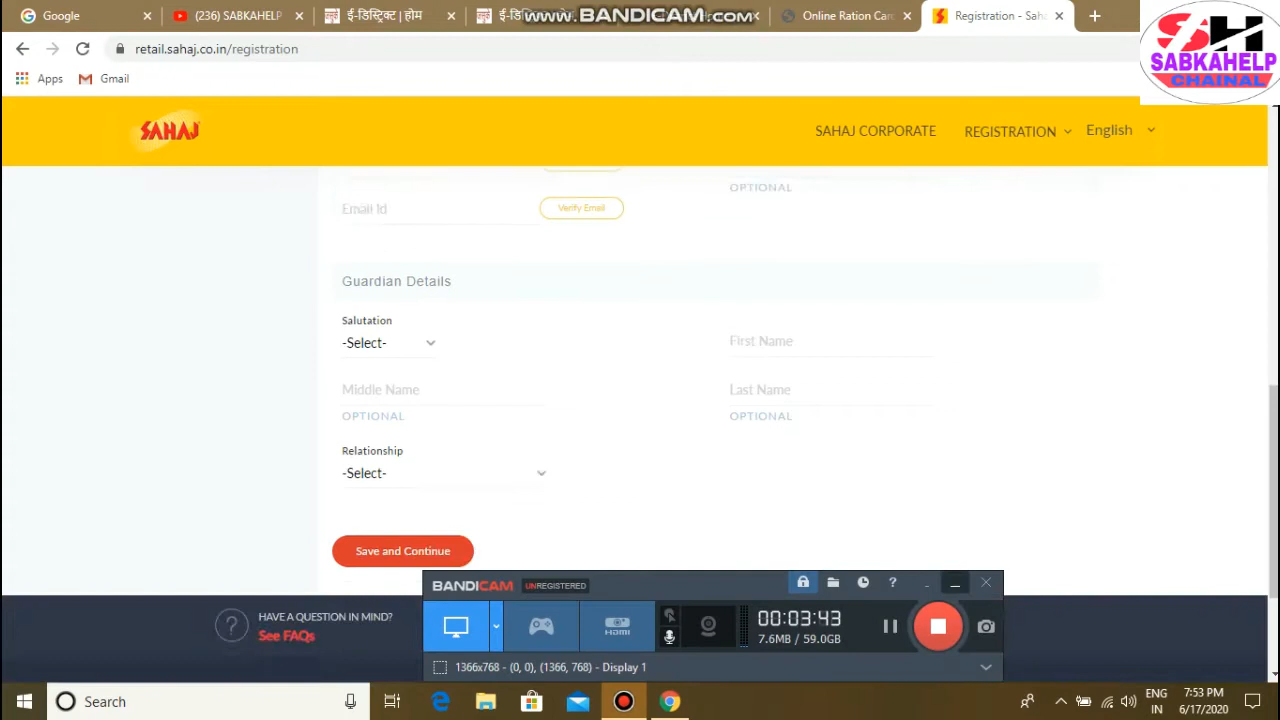 Google
(236) SABKAHELP
ई-डिस्ट्रिक्ट | होम
ई-डि
www.BANDICAM.com
Online Ration Car
Registration - Sah
retail.sahaj.co.in/registration
Apps
Gmail
SH
SABKAHELP
CHAINAL
SAHAJ
SAHAJ CORPORATE
REGISTRATION
English
OPTIONAL
Email Id
Verify Email
Guardian Details
Salutation
-Select-
First Name
Middle Name
Last Name
OPTIONAL
OPTIONAL
Relationship
-Select-
Save and Continue
BANDICAM
UNREGISTERED
HAVE A QUESTION IN MIND?
See FAQs
HDMI
00:03:43
7.6MB / 59.0GB
1366x768 - (0, 0), (1366, 768) - Display 1
Search
ENG
IN
7:53 PM
6/17/2020